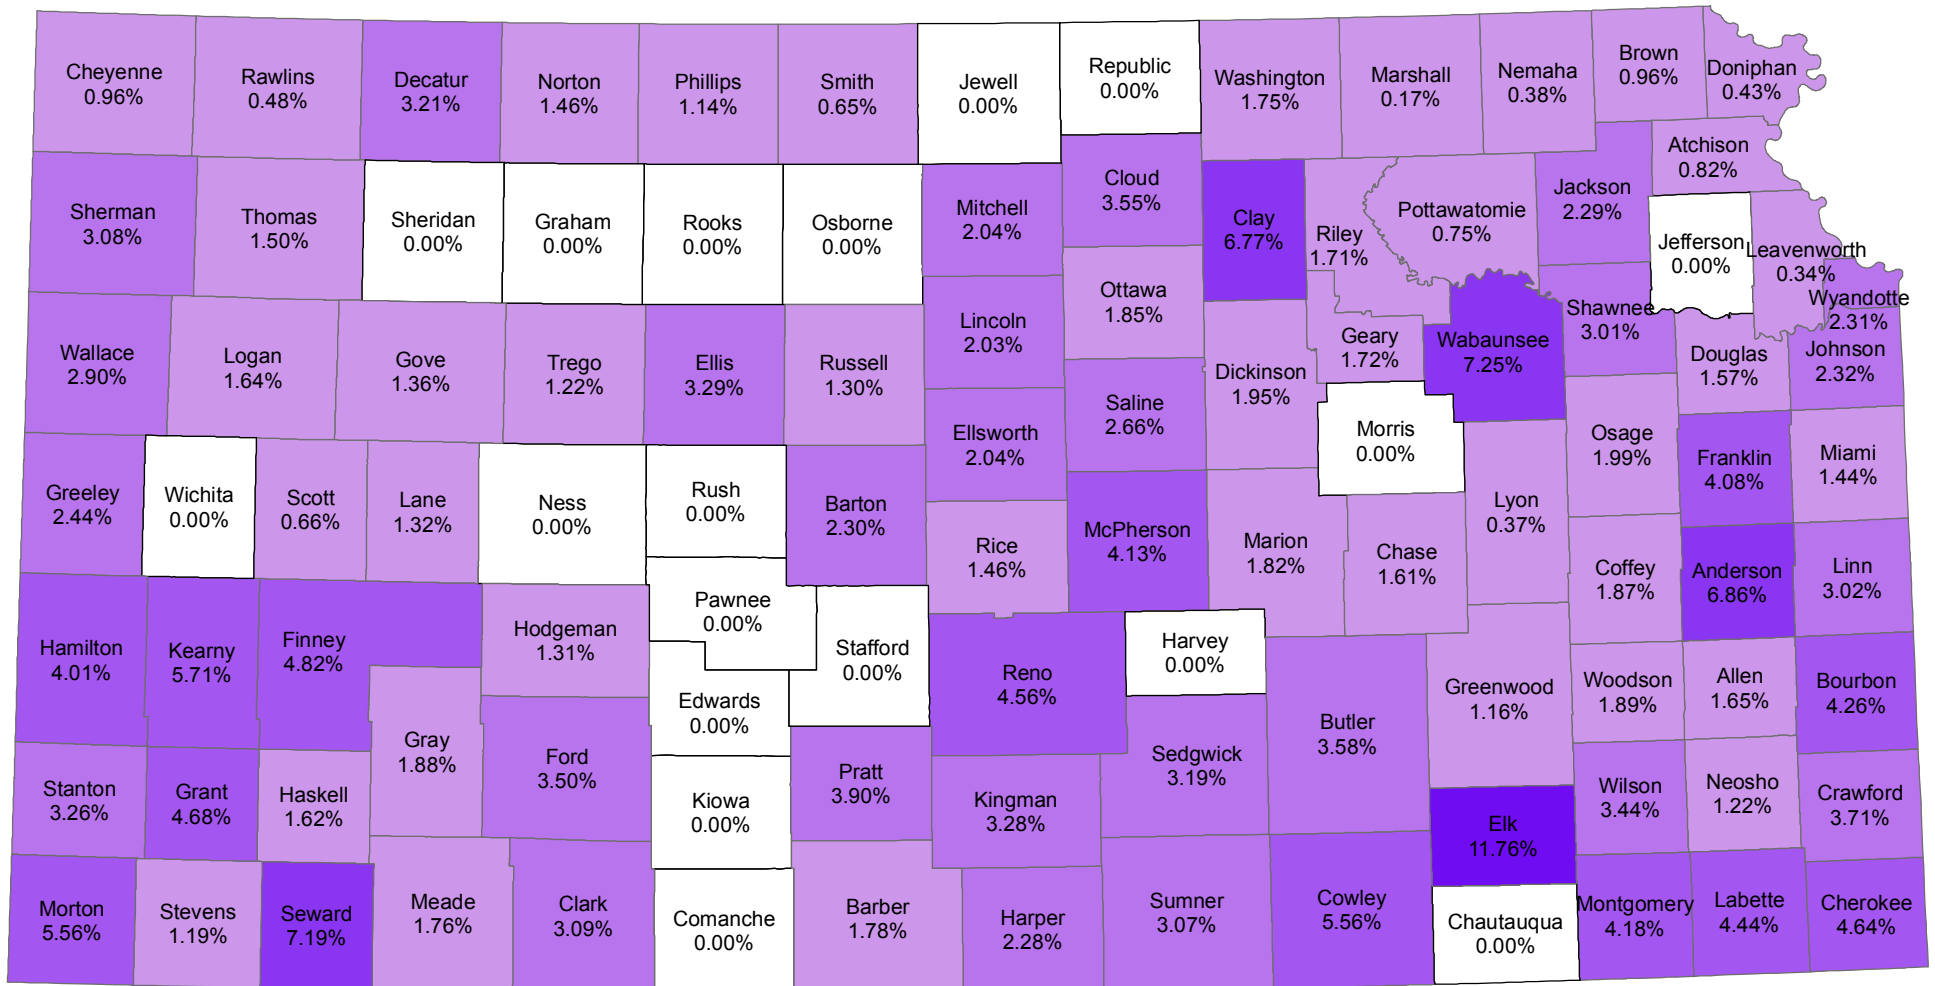 Cheyenne
0.96%
Rawlins
0.48%
Decatur
3.21%
Norton
1.46%
Phillips
1.14%
Smith
0.65%
Jewell
0.00%
Republic
0.00%
Washington
1.75%
Marshall
0.17%
Nemaha
0.38%
Brown
0.96%
Doniphan
0.43%
Sherman
3.08%
Thomas
1.50%
Sheridan
0.00%
Graham
0.00%
Rooks
0.00%
Osborne
0.00%
Mitchell
2.04%
Cloud
3.55%
Clay
6.77%
Riley
1.71%
Pottawatomie
0.75%
Jackson
2.29%
Atchison
0.82%
Jefferson
0.00%
Leavenworth
0.34%
Wyandotte
2.31%
Wallace
2.90%
Logan
1.64%
Gove
1.36%
Trego
1.22%
Ellis
3.29%
Russell
1.30%
Lincoln
2.03%
Ottawa
1.85%
Dickinson
1.95%
Geary
1.72%
Wabaunsee
7.25%
Shawnee
3.01%
Douglas
1.57%
Johnson
2.32%
Greeley
2.44%
Wichita
0.00%
Scott
0.66%
Lane
1.32%
Ness
0.00%
Rush
0.00%
Barton
2.30%
Ellsworth
2.04%
Saline
2.66%
Morris
0.00%
Osage
1.99%
Franklin
4.08%
Miami
1.44%
Rice
1.46%
McPherson
4.13%
Marion
1.82%
Chase
1.61%
Lyon
0.37%
Coffey
1.87%
Anderson
6.86%
Linn
3.02%
Hamilton
4.01%
Kearny
5.71%
Finney
4.82%
Hodgeman
1.31%
Pawnee
0.00%
Stafford
0.00%
Edwards
0.00%
Reno
4.56%
Harvey
0.00%
Butler
3.58%
Greenwood
1.16%
Woodson
1.89%
Allen
1.65%
Bourbon
4.26%
Stanton
3.26%
Grant
4.68%
Haskell
1.62%
Gray
1.88%
Ford
3.50%
Kiowa
0.00%
Pratt
3.90%
Kingman
3.28%
Sedgwick
3.19%
Elk
11.76%
Wilson
3.44%
Neosho
1.22%
Crawford
3.71%
Morton
5.56%
Stevens
1.19%
Seward
7.19%
Meade
1.76%
Clark
3.09%
Comanche
0.00%
Barber
1.78%
Harper
2.28%
Sumner
3.07%
Cowley
5.56%
Chautauqua
0.00%
Montgomery
4.18%
Labette
4.44%
Cherokee
4.64%